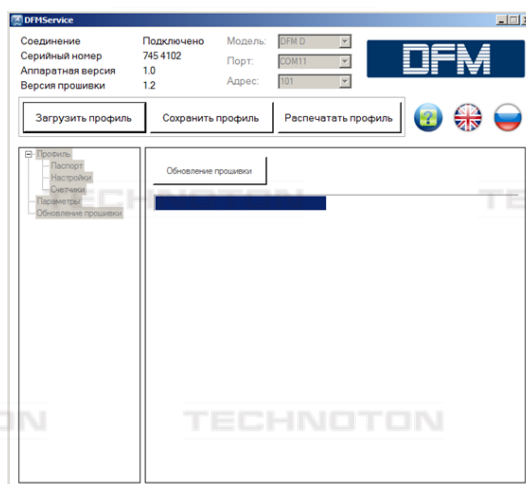 DFMService
Соединение Подключено Модель: DFM D
Серийный номер 745 4102 Порт: COM11
Аппаратная версия 1.0
Адрес: 101
Версия прошивки 1.2
DFM
Загрузить профиль Сохранить профиль Распечатать профиль
Профиль
Паспорт
Настройки
Счетчики
Параметры
Обновление прошивки
Обновление прошивки
TECHNOTON